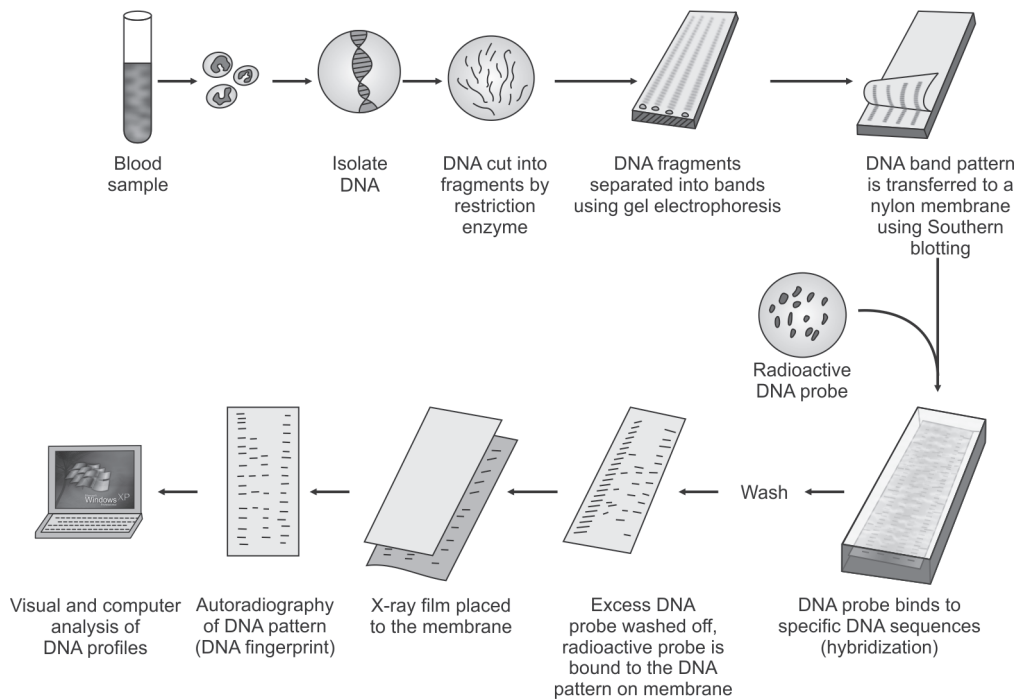 Blood
sample
Isolate
DNA
DNA cut into
fragments by
restriction
enzyme
DNA fragments
separated into bands
using gel electrophoresis
DNA band pattern
is transferred to a
nylon membrane
using Southern
blotting
Radioactive
DNA probe
Wash
Windows XP
Visual and computer
analysis of
DNA profiles
Autoradiography
of DNA pattern
(DNA fingerprint)
X-ray film placed
to the membrane
Excess DNA
probe washed off,
radioactive probe is
bound to the DNA
pattern on membrane
DNA probe binds to
specific DNA sequences
(hybridization)